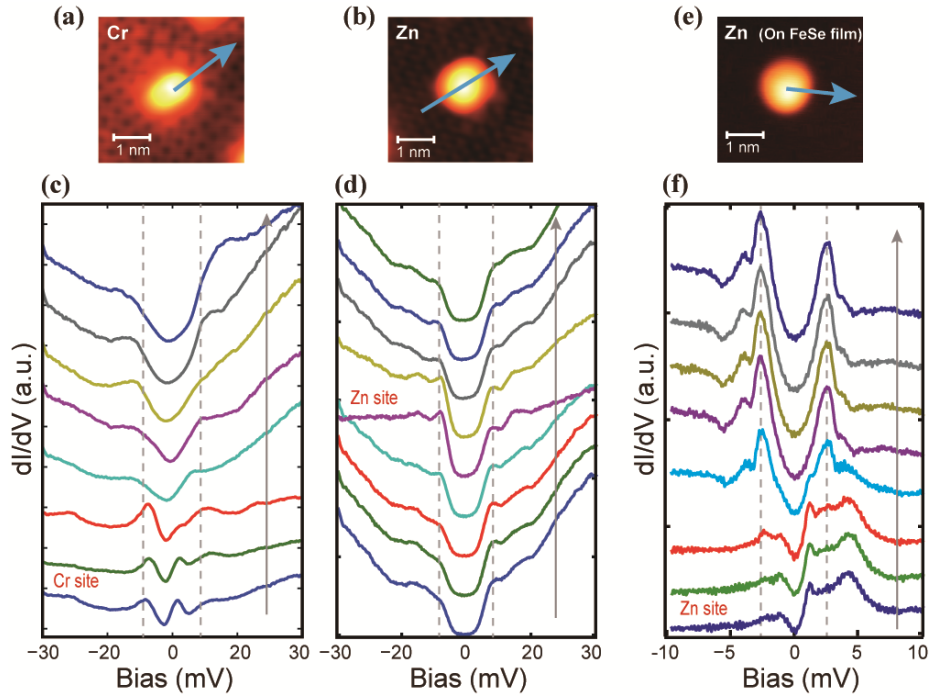 (a)
(b)
(e)
Cr
Zn
Zn (On FeSe film)
1 nm
1 nm
1 nm
(c)
(d)
(f)
dI/dV (a.u.)
Cr site
−30 −20 −10 0 10 20 30
Bias (mV)
Zn site
−30 −20 −10 0 10 20 30
Bias (mV)
dI/dV (a.u.)
Zn site
-10 -5 0 5 10
Bias (mV)